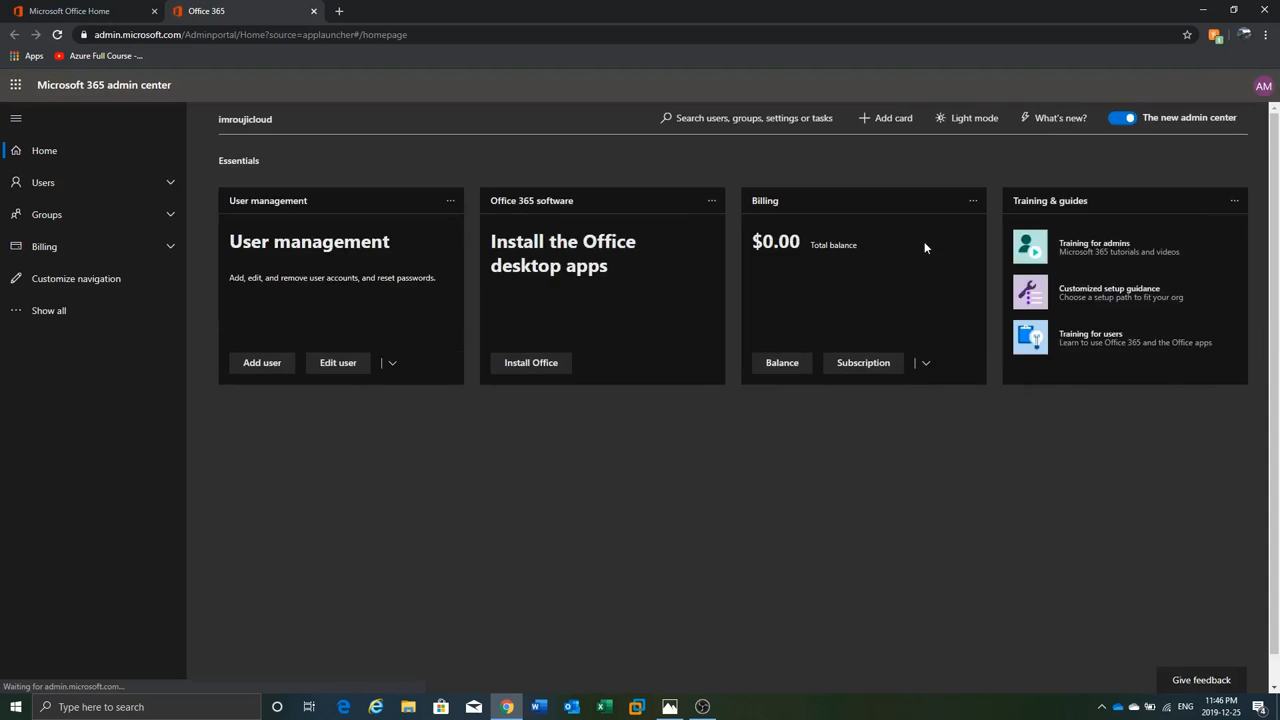 Microsoft Office Home
Office 365
admin.microsoft.com/Adminportal/Home?source=applauncher#/homepage
Apps
Azure Full Course -...
Microsoft 365 admin center
AM
imroujicloud
Search users, groups, settings or tasks
Add card
Light mode
What's new?
The new admin center
Home
Users
Groups
Billing
Customize navigation
Show all
Essentials
User management
User management
Add, edit, and remove user accounts, and reset passwords.
Add user
Edit user
Office 365 software
Install the Office
desktop apps
Install Office
Billing
$0.00 Total balance
Balance
Subscription
Training & guides
Training for admins
Microsoft 365 tutorials and videos
Customized setup guidance
Choose a setup path to fit your org
Training for users
Learn to use Office 365 and the Office apps
Give feedback
Waiting for admin.microsoft.com...
Type here to search
ENG
11:46 PM
2019-12-25